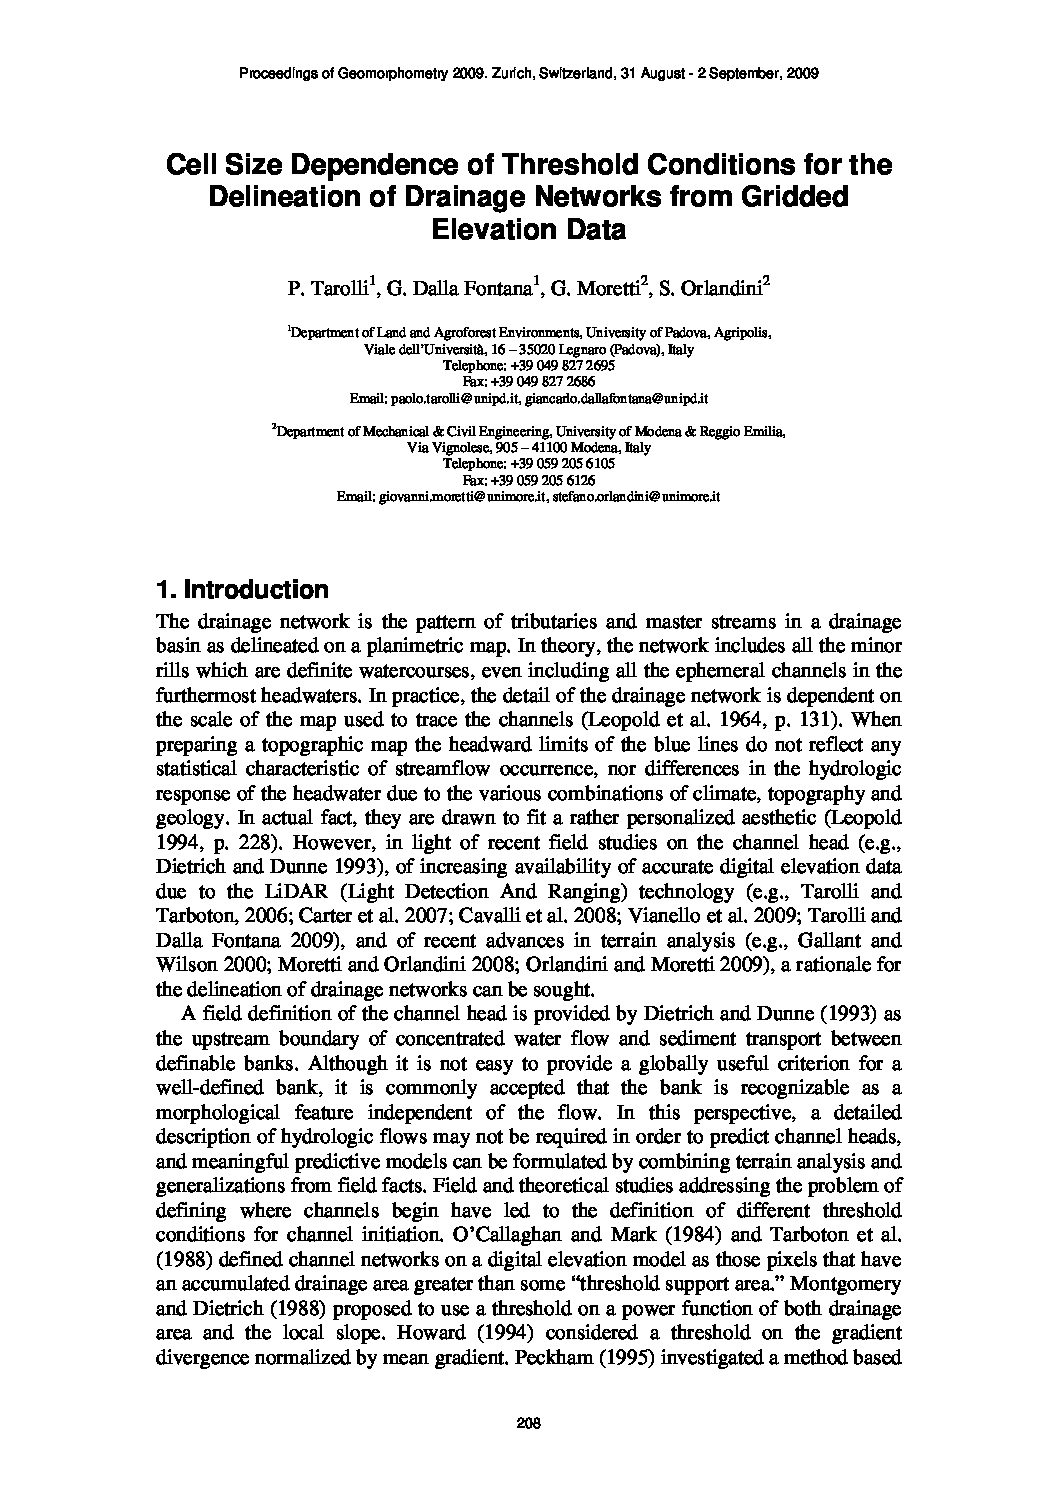 Proceedings of Geomorphometry 2009. Zurich, Switzerland, 31 August - 2 September, 2009
Cell Size Dependence of Threshold Conditions for the
Delineation of Drainage Networks from Gridded
Elevation Data
P. Tarolli1, G. Dalla Fontana1, G. Moretti2, S. Orlandini2
1Department of Land and Agroforest Environments, University of Padova, Agripolis,
Viale dell’Università, 16 – 35020 Legnaro (Padova), Italy
Telephone: +39 049 827 2695
Fax: +39 049 827 2686
Email: paolo.tarolli@unipd.it, giancarlo.dallafontana@unipd.it
2Department of Mechanical & Civil Engineering, University of Modena & Reggio Emilia,
Via Vignolese, 905 – 41100 Modena, Italy
Telephone: +39 059 205 6105
Fax: +39 059 205 6126
Email: giovanni.moretti@unimore.it, stefano.orlandini@unimore.it
1. Introduction
The drainage network is the pattern of tributaries and master streams in a drainage
basin as delineated on a planimetric map. In theory, the network includes all the minor
rills which are definite watercourses, even including all the ephemeral channels in the
furthermost headwaters. In practice, the detail of the drainage network is dependent on
the scale of the map used to trace the channels (Leopold et al. 1964, p. 131). When
preparing a topographic map the headward limits of the blue lines do not reflect any
statistical characteristic of streamflow occurrence, nor differences in the hydrologic
response of the headwater due to the various combinations of climate, topography and
geology. In actual fact, they are drawn to fit a rather personalized aesthetic (Leopold
1994, p. 228). However, in light of recent field studies on the channel head (e.g.,
Dietrich and Dunne 1993), of increasing availability of accurate digital elevation data
due to the LiDAR (Light Detection And Ranging) technology (e.g., Tarolli and
Tarboton, 2006; Carter et al. 2007; Cavalli et al. 2008; Vianello et al. 2009; Tarolli and
Dalla Fontana 2009), and of recent advances in terrain analysis (e.g., Gallant and
Wilson 2000; Moretti and Orlandini 2008; Orlandini and Moretti 2009), a rationale for
the delineation of drainage networks can be sought.
A field definition of the channel head is provided by Dietrich and Dunne (1993) as
the upstream boundary of concentrated water flow and sediment transport between
definable banks. Although it is not easy to provide a globally useful criterion for a
well-defined bank, it is commonly accepted that the bank is recognizable as a
morphological feature independent of the flow. In this perspective, a detailed
description of hydrologic flows may not be required in order to predict channel heads,
and meaningful predictive models can be formulated by combining terrain analysis and
generalizations from field facts. Field and theoretical studies addressing the problem of
defining where channels begin have led to the definition of different threshold
conditions for channel initiation. O’Callaghan and Mark (1984) and Tarboton et al.
(1988) defined channel networks on a digital elevation model as those pixels that have
an accumulated drainage area greater than some “threshold support area.” Montgomery
and Dietrich (1988) proposed to use a threshold on a power function of both drainage
area and the local slope. Howard (1994) considered a threshold on the gradient
divergence normalized by mean gradient. Peckham (1995) investigated a method based
208